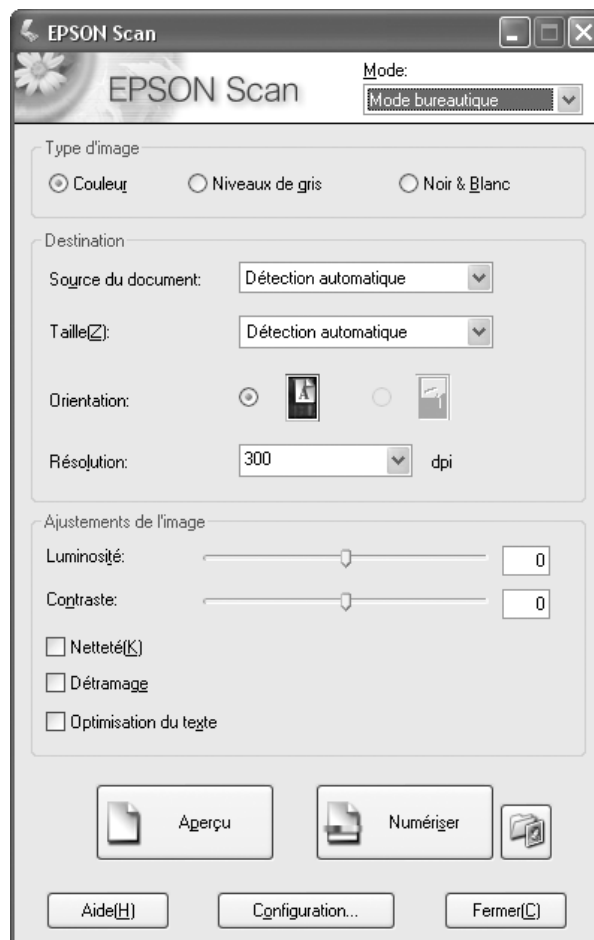 EPSON Scan
EPSON Scan
Mode:
Mode bureautique
Type d'image
Couleur
Niveaux de gris
Noir & Blanc
Destination
Source du document:
Détection automatique
Taille(Z):
Détection automatique
Orientation:
A
Résolution:
300
dpi
Ajustements de l'image
Luminosité:
0
Contraste:
0
Netteté(K)
Détramage
Optimisation du texte
Aperçu
Numériser
Aide(H)
Configuration...
Fermer(C)